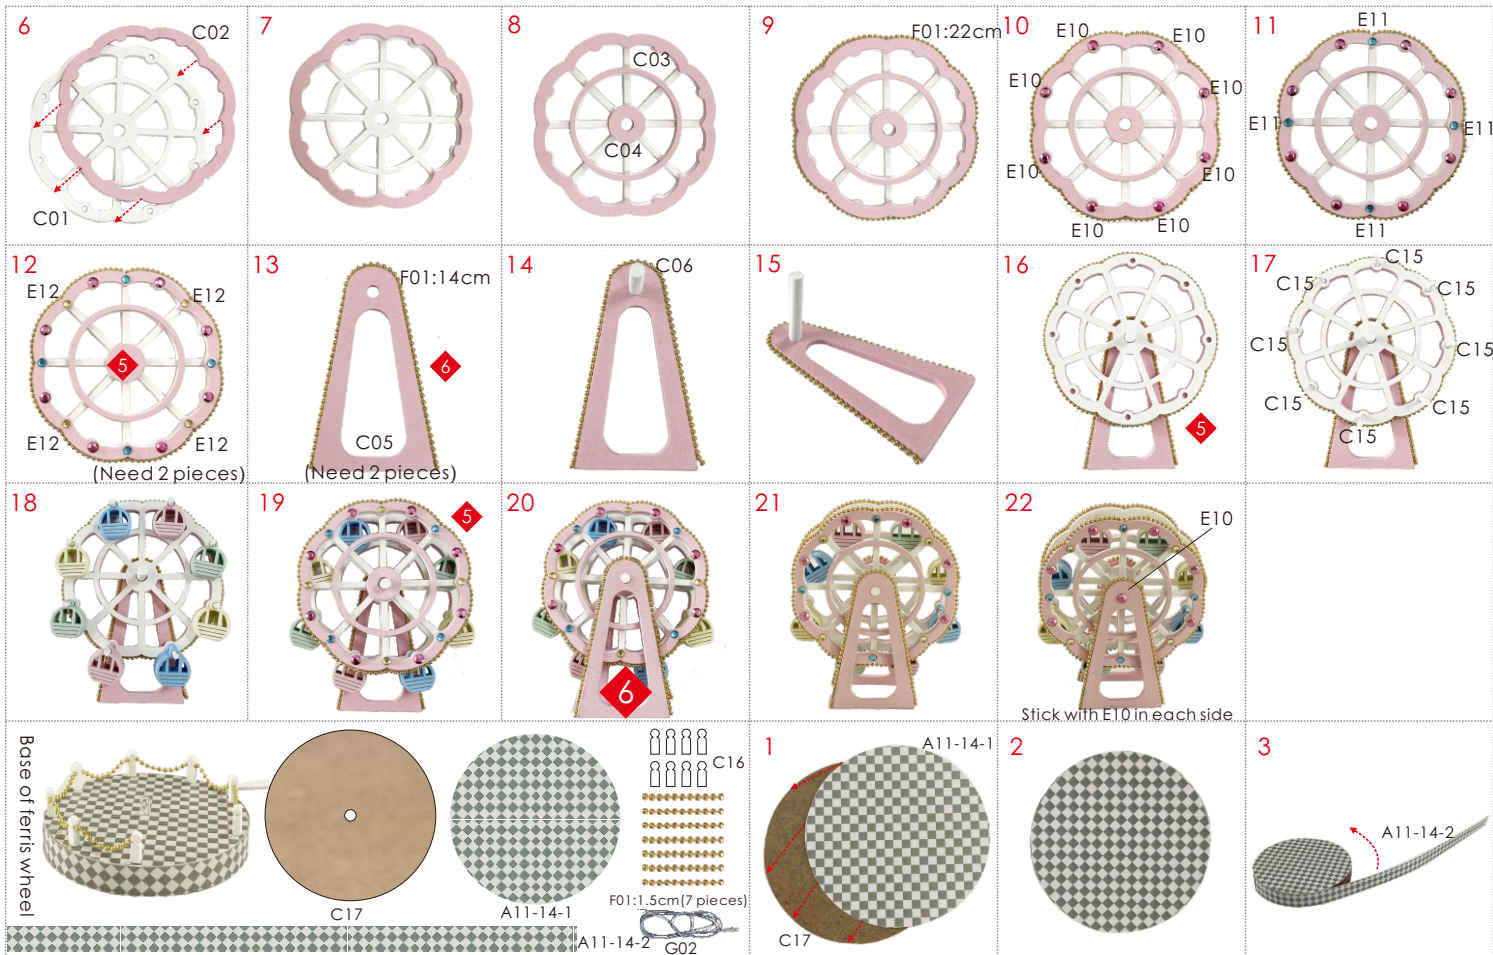 6
C02
C01
7
8
C03
C04
9
F01:22cm
10
E10
E10
E10
E10
E10
E10
E10
E10
11
E11
E11
E11
E11
12
E12
E12
5
E12
E12
(Need 2 pieces)
13
F01:14cm
6
C05
(Need 2 pieces)
14
C06
15
16
5
17
C15
C15
C15
C15
C15
C15
C15
C15
18
19
5
20
6
21
22
E10
Stick with E10 in each side
Base of ferris wheel
C17
A11-14-1
C16
F01:1.5cm(7 pieces)
A11-14-2
G02
1
A11-14-1
C17
2
3
A11-14-2